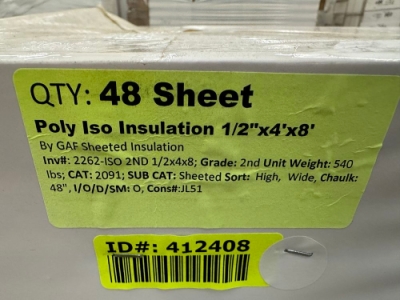 QTY: 48 Sheet
Poly Iso Insulation 1/2"x4'x8'
By GAF Sheeted Insulation
Inv#: 2262-ISO 2ND 1/2x4x8; Grade: 2nd Unit Weight: 540
lbs; CAT: 2091; SUB CAT: Sheeted Sort: High, Wide, Chaulk:
48", I/O/D/SM: O, Cons#:JL51
ID#: 412408